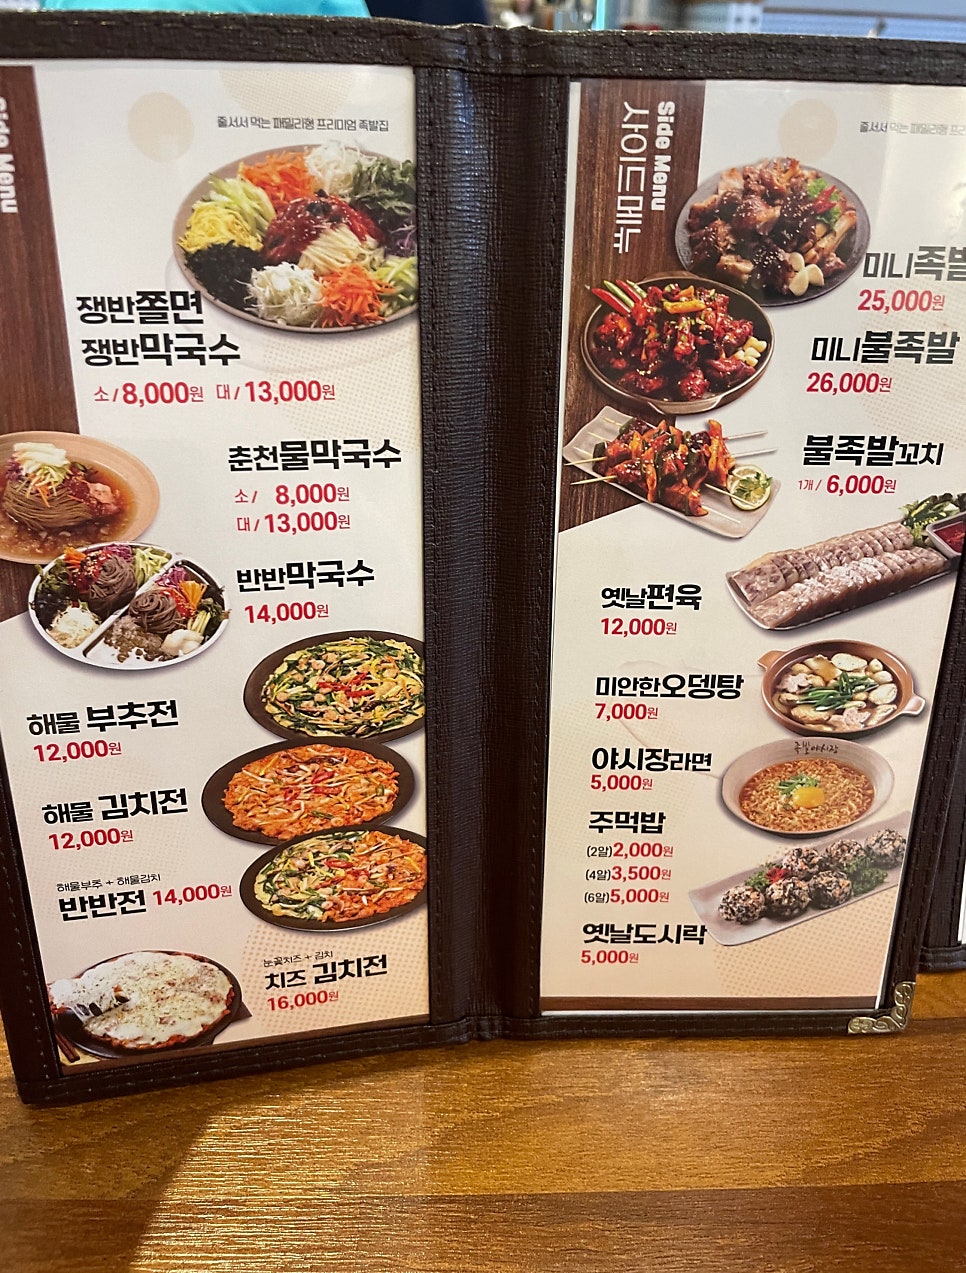 Side Menu
줄서서 먹는 패밀리형 프리미엄 족발집
쟁반쫄면
쟁반막국수
소/8,000원 대/13,000원
춘천물막국수
소/ 8,000원
대/13,000원
반반막국수
14,000원
해물 부추전
12,000원
해물 김치전
12,000원
해물부추 + 해물김치
반반전 14,000원
눈꽃치즈 + 김치
치즈 김치전
16,000원
Side Menu
사이드메뉴
줄서서 먹는 패밀리형 프리
미니족발
25,000원
미니불족발
26,000원
불족발꼬치
1개/ 6,000원
옛날편육
12,000원
미안한오뎅탕
7,000원
족발야시장
야시장라면
5,000원
주먹밥
(2알)2,000원
(4알)3,500원
(6알)5,000원
옛날도시락
5,000원